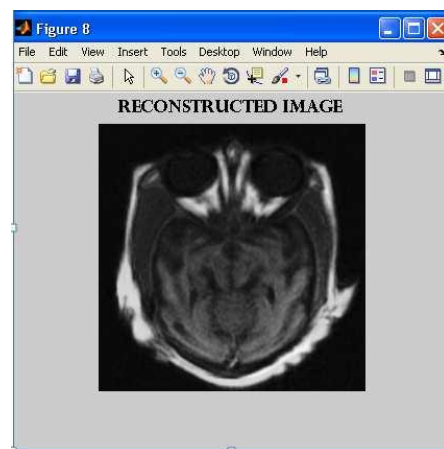 Figure 8
File Edit View Insert Tools Desktop Window Help
RECONSTRUCTED IMAGE